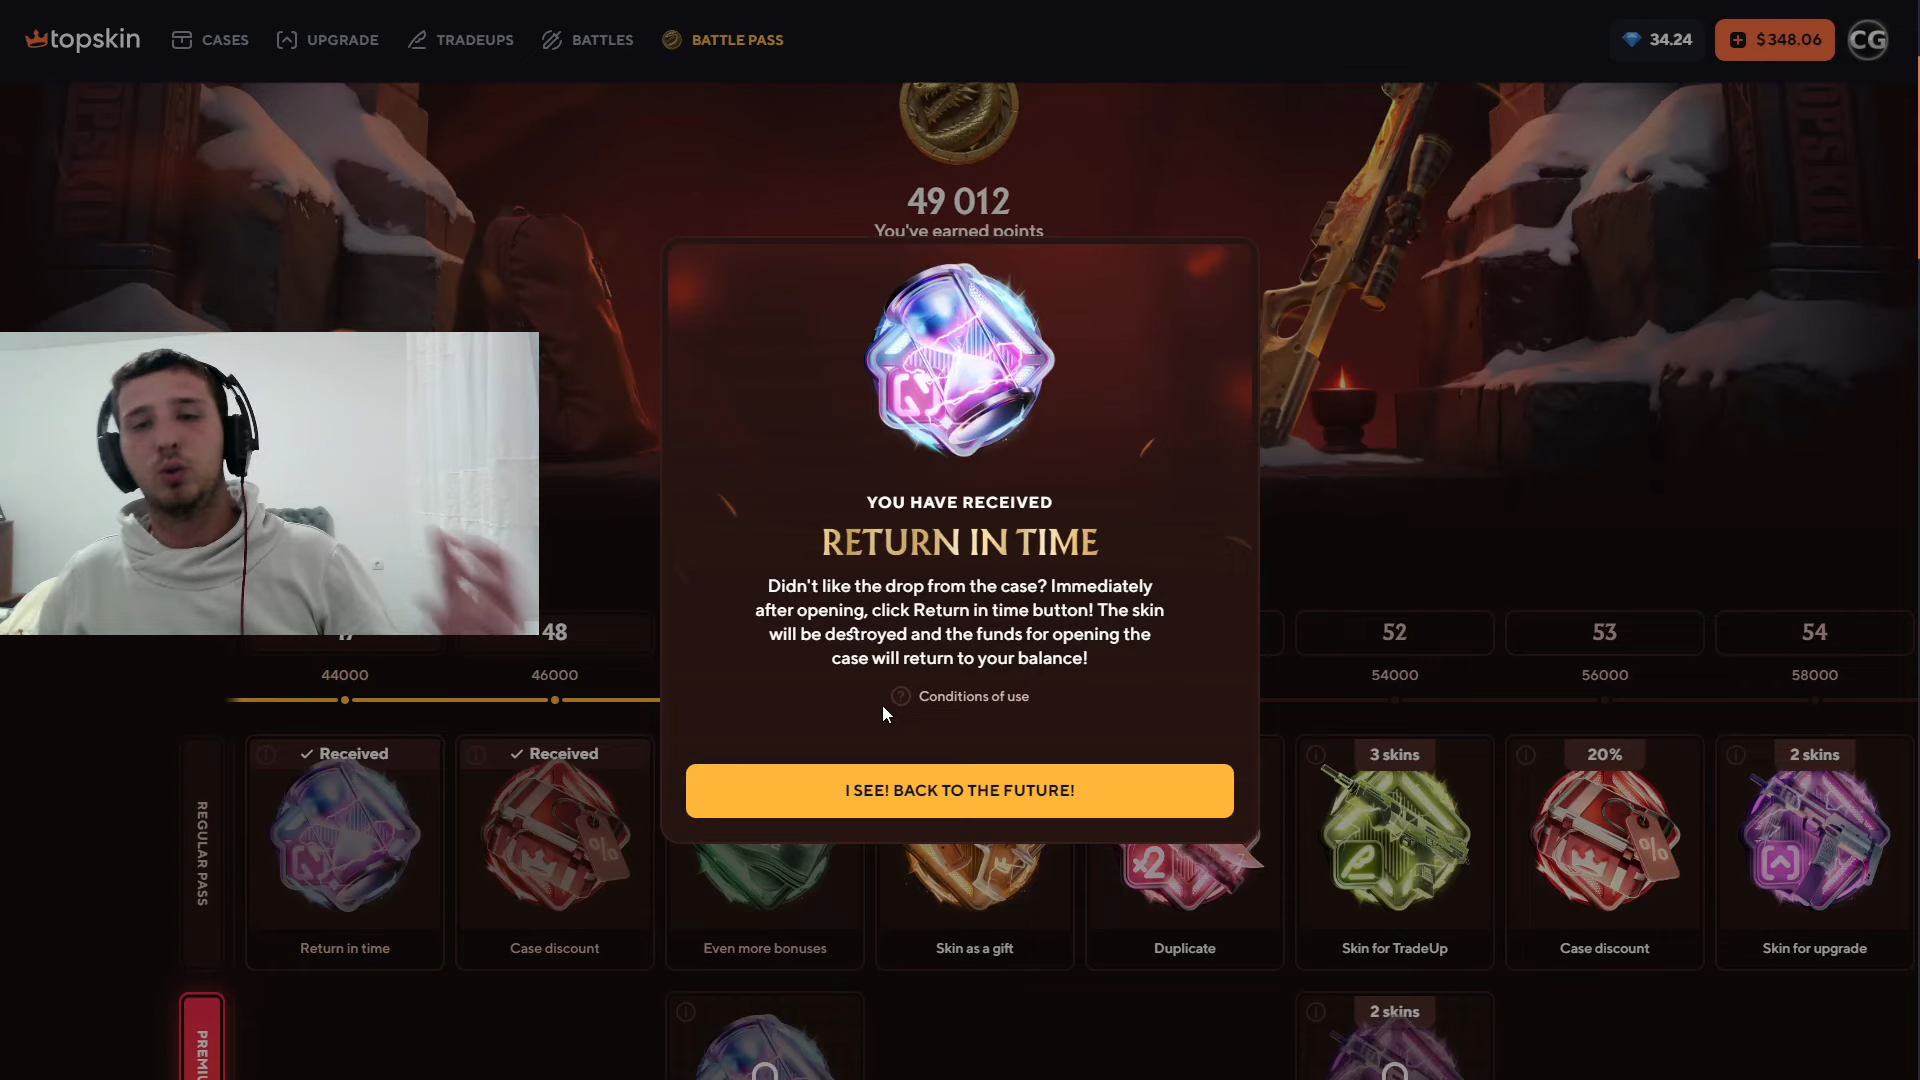 topskin
CASES
UPGRADE
TRADEUPS
BATTLES
BATTLE PASS
34.24
$348.06
CG
49 012
You've earned points
YOU HAVE RECEIVED
RETURN IN TIME
Didn't like the drop from the case? Immediately
after opening, click Return in time button! The skin
will be destroyed and the funds for opening the
case will return to your balance!
? Conditions of use
I SEE! BACK TO THE FUTURE!
48
52
53
54
44000
46000
54000
56000
58000
REGULAR PASS
Received
Received
3 skins
20%
2 skins
x2
%
%
Return in time
Case discount
Even more bonuses
Skin as a gift
Duplicate
Skin for TradeUp
Case discount
Skin for upgrade
2 skins